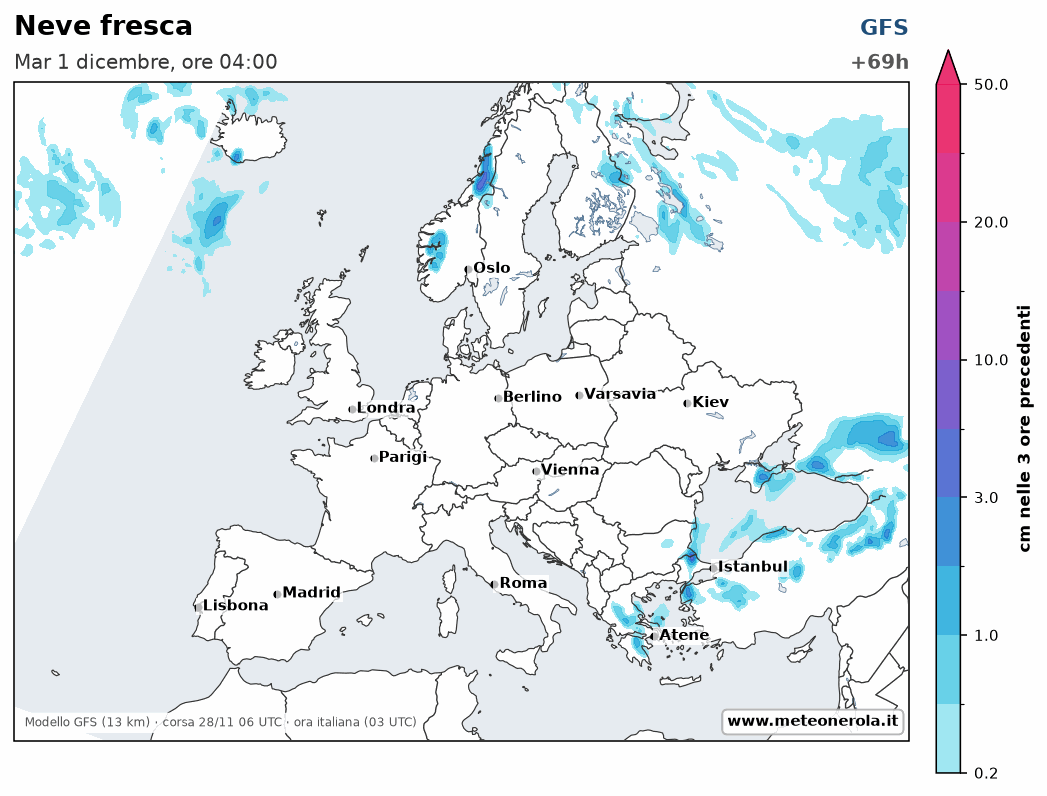 Neve fresca
GFS
Mar 1 dicembre, ore 04:00
+69h
50.0
20.0
10.0
3.0
1.0
0.2
cm nelle 3 ore precedenti
Oslo
Berlino
Varsavia
Kiev
Londra
Parigi
Vienna
Istanbul
Roma
Madrid
Lisbona
Atene
Modello GFS (13 km) · corsa 28/11 06 UTC · ora italiana (03 UTC)
www.meteonerola.it